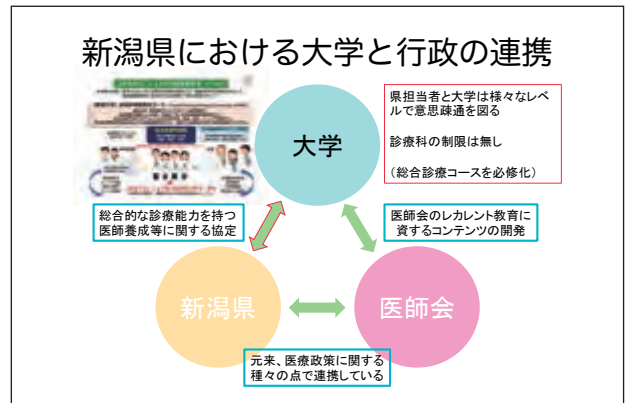 新潟県における大学と行政の連携
大学
県担当者と大学は様々なレベ
ルで意思疎通を図る
診療科の制限は無し
(総合診療コースを必修化)
総合的な診療能力を持つ
医師養成等に関する協定
医師会のレカレント教育に
資するコンテンツの開発
新潟県
医師会
元来、医療政策に関する
種々の点で連携している